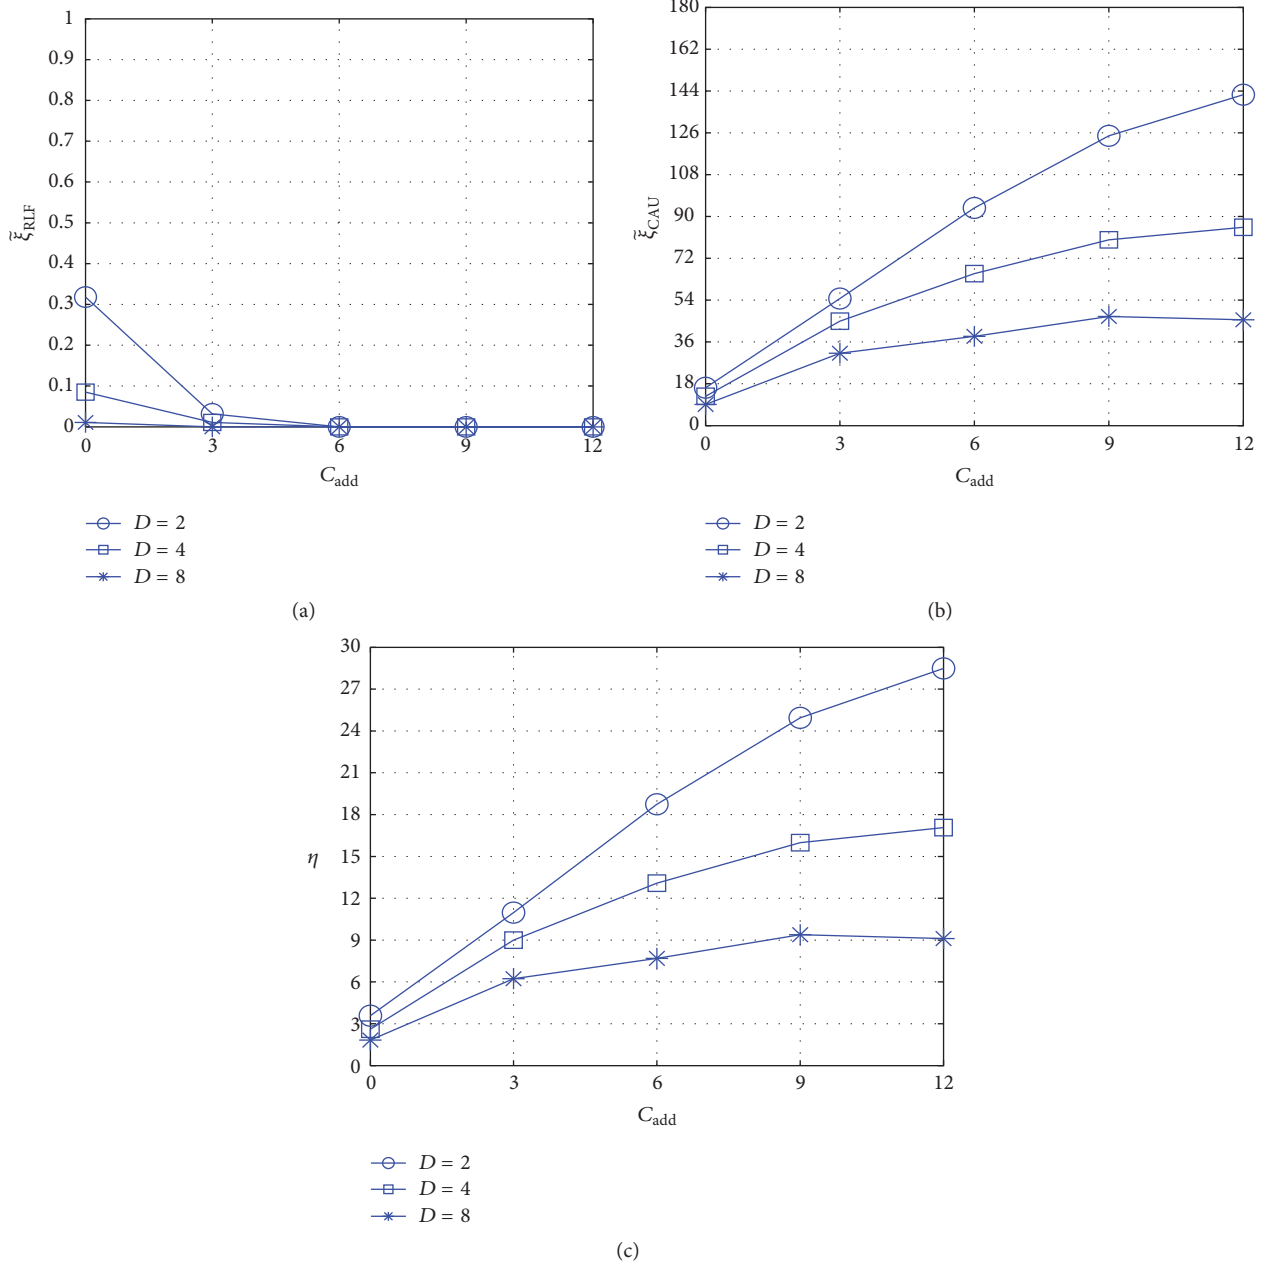 1
0.9
0.8
0.7
0.6
0.5
0.4
0.3
0.2
0.1
0
ξ̃RLF
0 3 6 9 12
Cadd
D = 2
D = 4
D = 8
(a)
180
162
144
126
108
90
72
54
36
18
0
ξ̃CAU
0 3 6 9 12
Cadd
D = 2
D = 4
D = 8
(b)
30
27
24
21
18
15
12
9
6
3
0
η
0 3 6 9 12
Cadd
D = 2
D = 4
D = 8
(c)